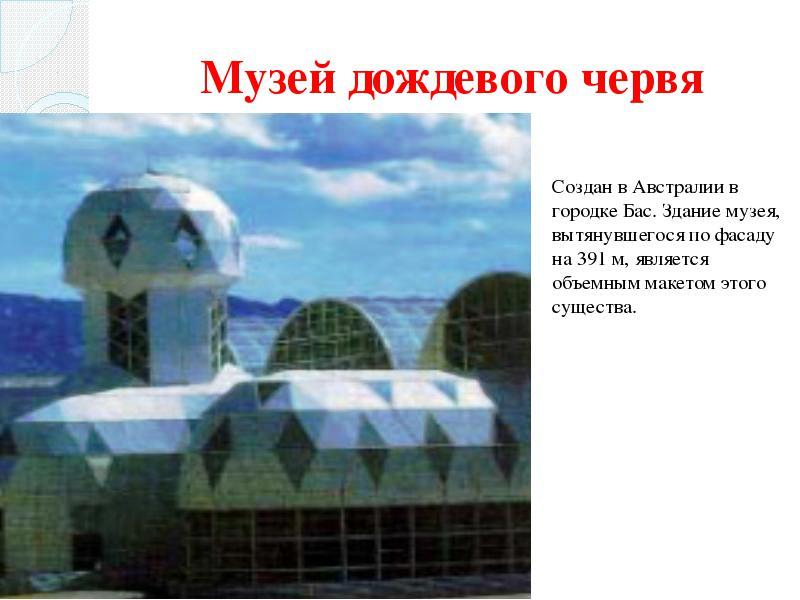 Музей дождевого червя
Создан в Австралии в
городке Бас. Здание музея,
вытянувшегося по фасаду
на 391 м, является
объемным макетом этого
существа.